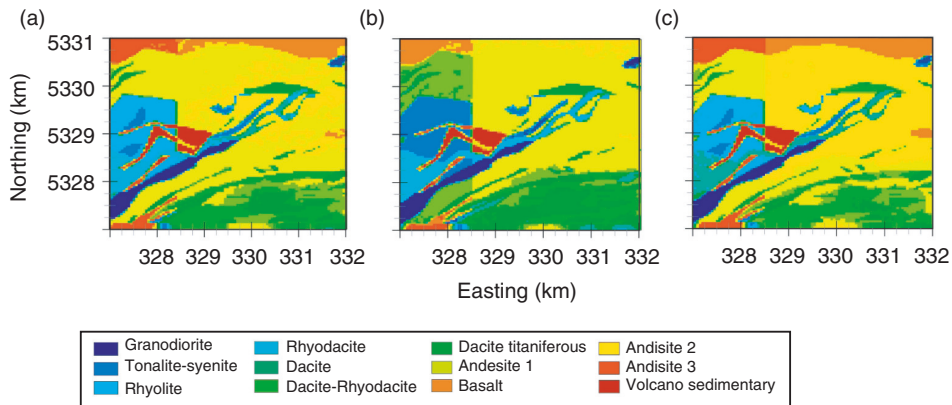 (a) (b) (c)
5331
5330
5329
5328
Northing (km)
328 329 330 331 332 328 329 330 331 332 328 329 330 331 332
Easting (km)
Granodiorite Rhyodacite Dacite titaniferous Andisite 2
Tonalite-syenite Dacite Andesite 1 Andisite 3
Rhyolite Dacite-Rhyodacite Basalt Volcano sedimentary